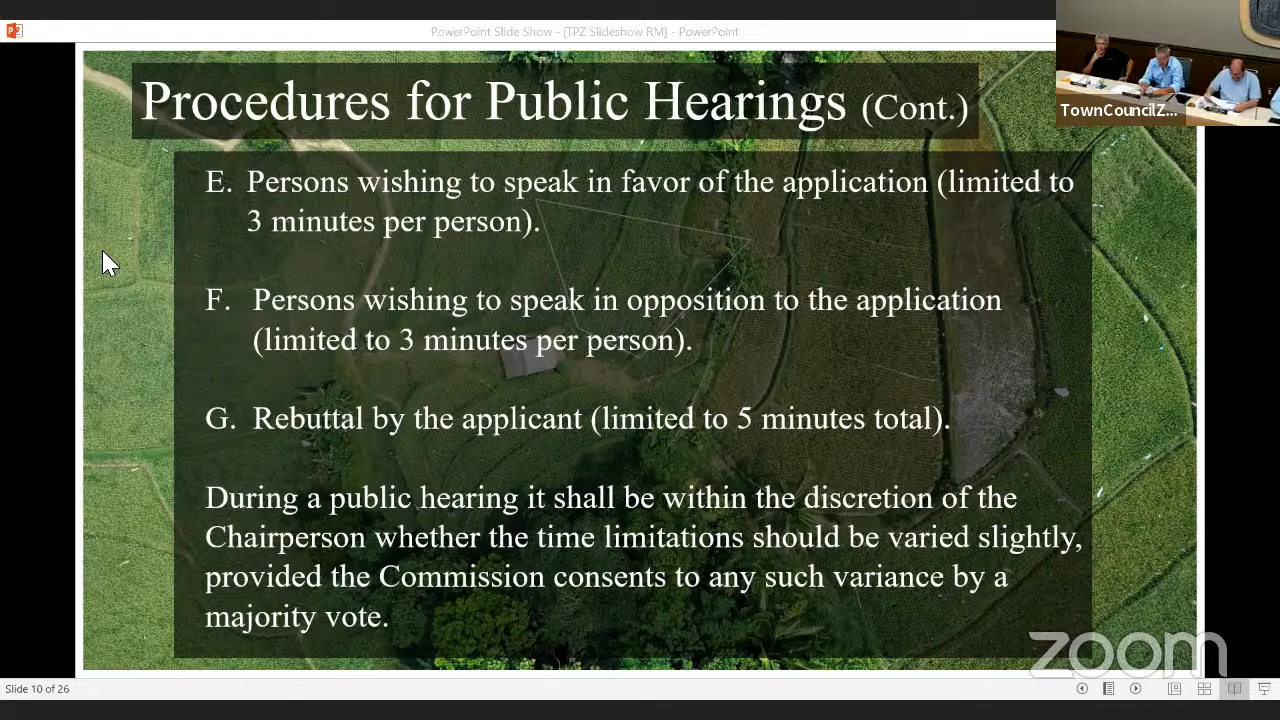 PowerPoint Slide Show - [TPZ Slideshow RM] - PowerPoint
TownCouncilZ...
Procedures for Public Hearings (Cont.)
E. Persons wishing to speak in favor of the application (limited to
3 minutes per person).
F. Persons wishing to speak in opposition to the application
(limited to 3 minutes per person).
G. Rebuttal by the applicant (limited to 5 minutes total).
During a public hearing it shall be within the discretion of the
Chairperson whether the time limitations should be varied slightly,
provided the Commission consents to any such variance by a
majority vote.
zoom
Slide 10 of 26